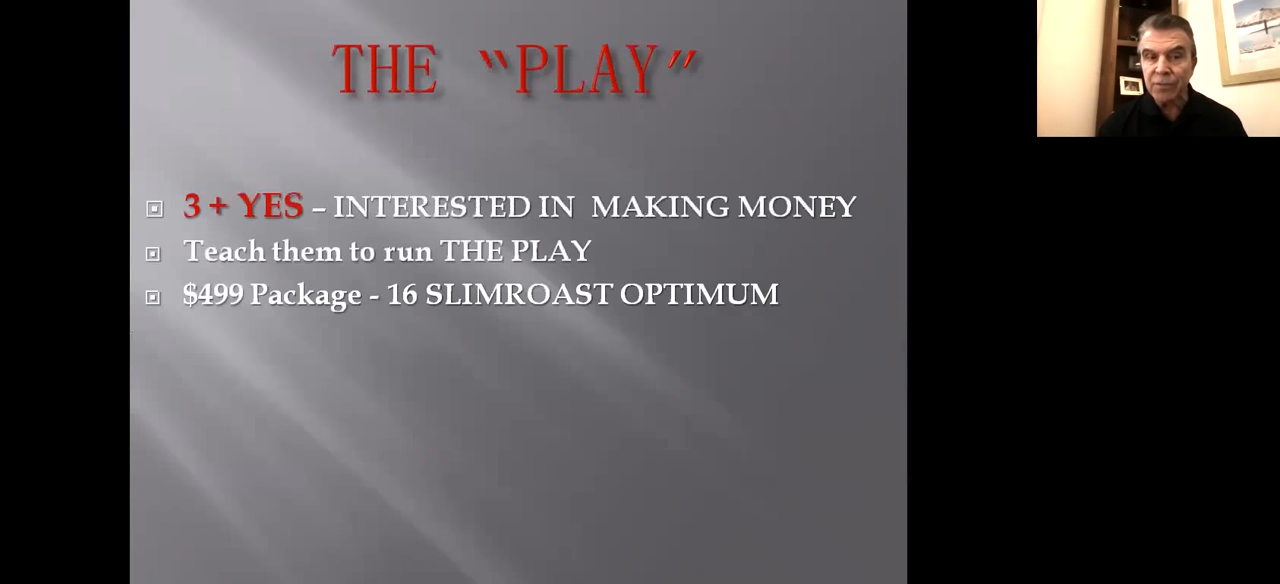 THE “PLAY”
3 + YES – INTERESTED IN MAKING MONEY
Teach them to run THE PLAY
$499 Package - 16 SLIMROAST OPTIMUM